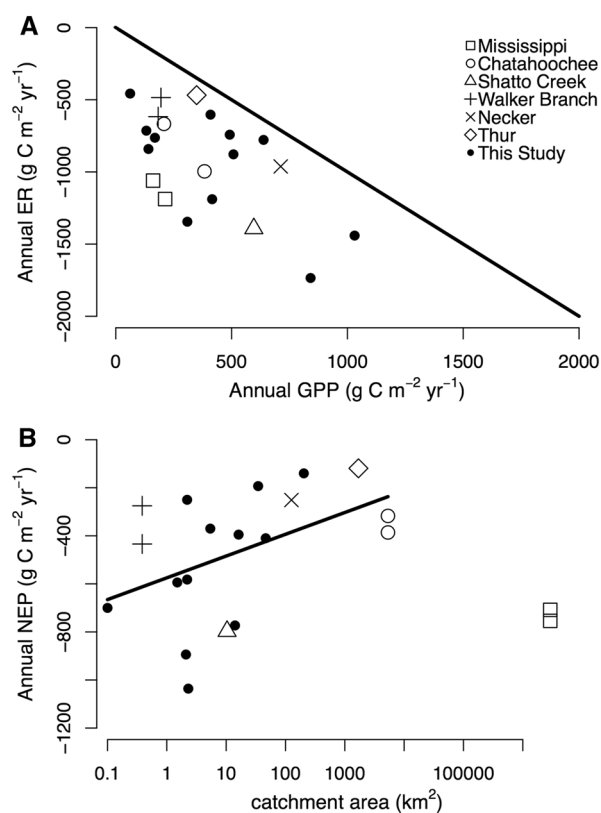 A
Annual ER (g C m⁻² yr⁻¹)
0
−500
−1000
−1500
−2000
Mississippi
Chatahoochee
Shatto Creek
Walker Branch
Necker
Thur
This Study
0 500 1000 1500 2000
Annual GPP (g C m⁻² yr⁻¹)
B
Annual NEP (g C m⁻² yr⁻¹)
0
−400
−800
−1200
0.1 1 10 100 1000 100000
catchment area (km²)